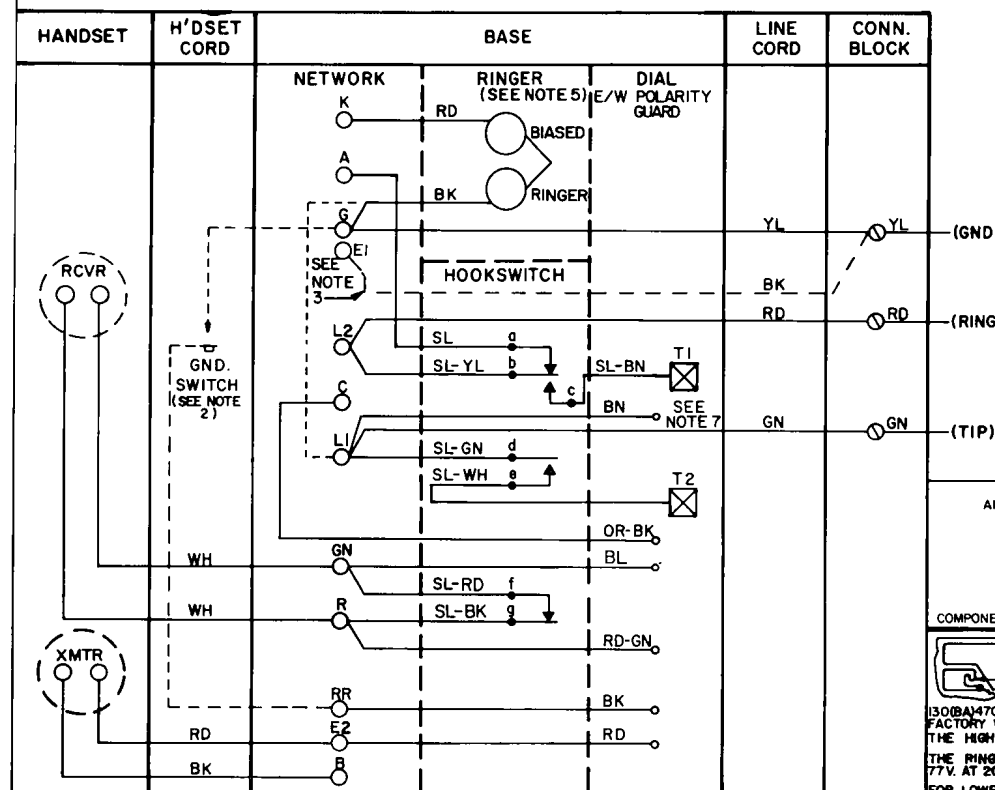 HANDSET
H'DSET CORD
BASE
LINE CORD
CONN. BLOCK
NETWORK
RINGER
(SEE NOTE 5)
DIAL
E/W POLARITY
GUARD
K
RD
BIASED
A
BK
RINGER
G
YL
YL
(GND
E1
SEE
NOTE
3
HOOKSWITCH
BK
RCVR
L2
RD
RD
(RING
SL
a
SL-YL
b
SL-BN
T1
GND.
SWITCH
(SEE NOTE
2)
C
c
BN
SEE
NOTE 7
L1
GN
GN
(TIP)
SL-GN
d
SL-WH
e
T2
OR-BK
GN
WH
BL
SL-RD
f
R
WH
SL-BK
g
RD-GN
XMTR
RR
BK
E2
RD
RD
B
BK
COMPONE
FACTORY
THE HIGH
THE RING
77V. AT 20
FOR LOWE